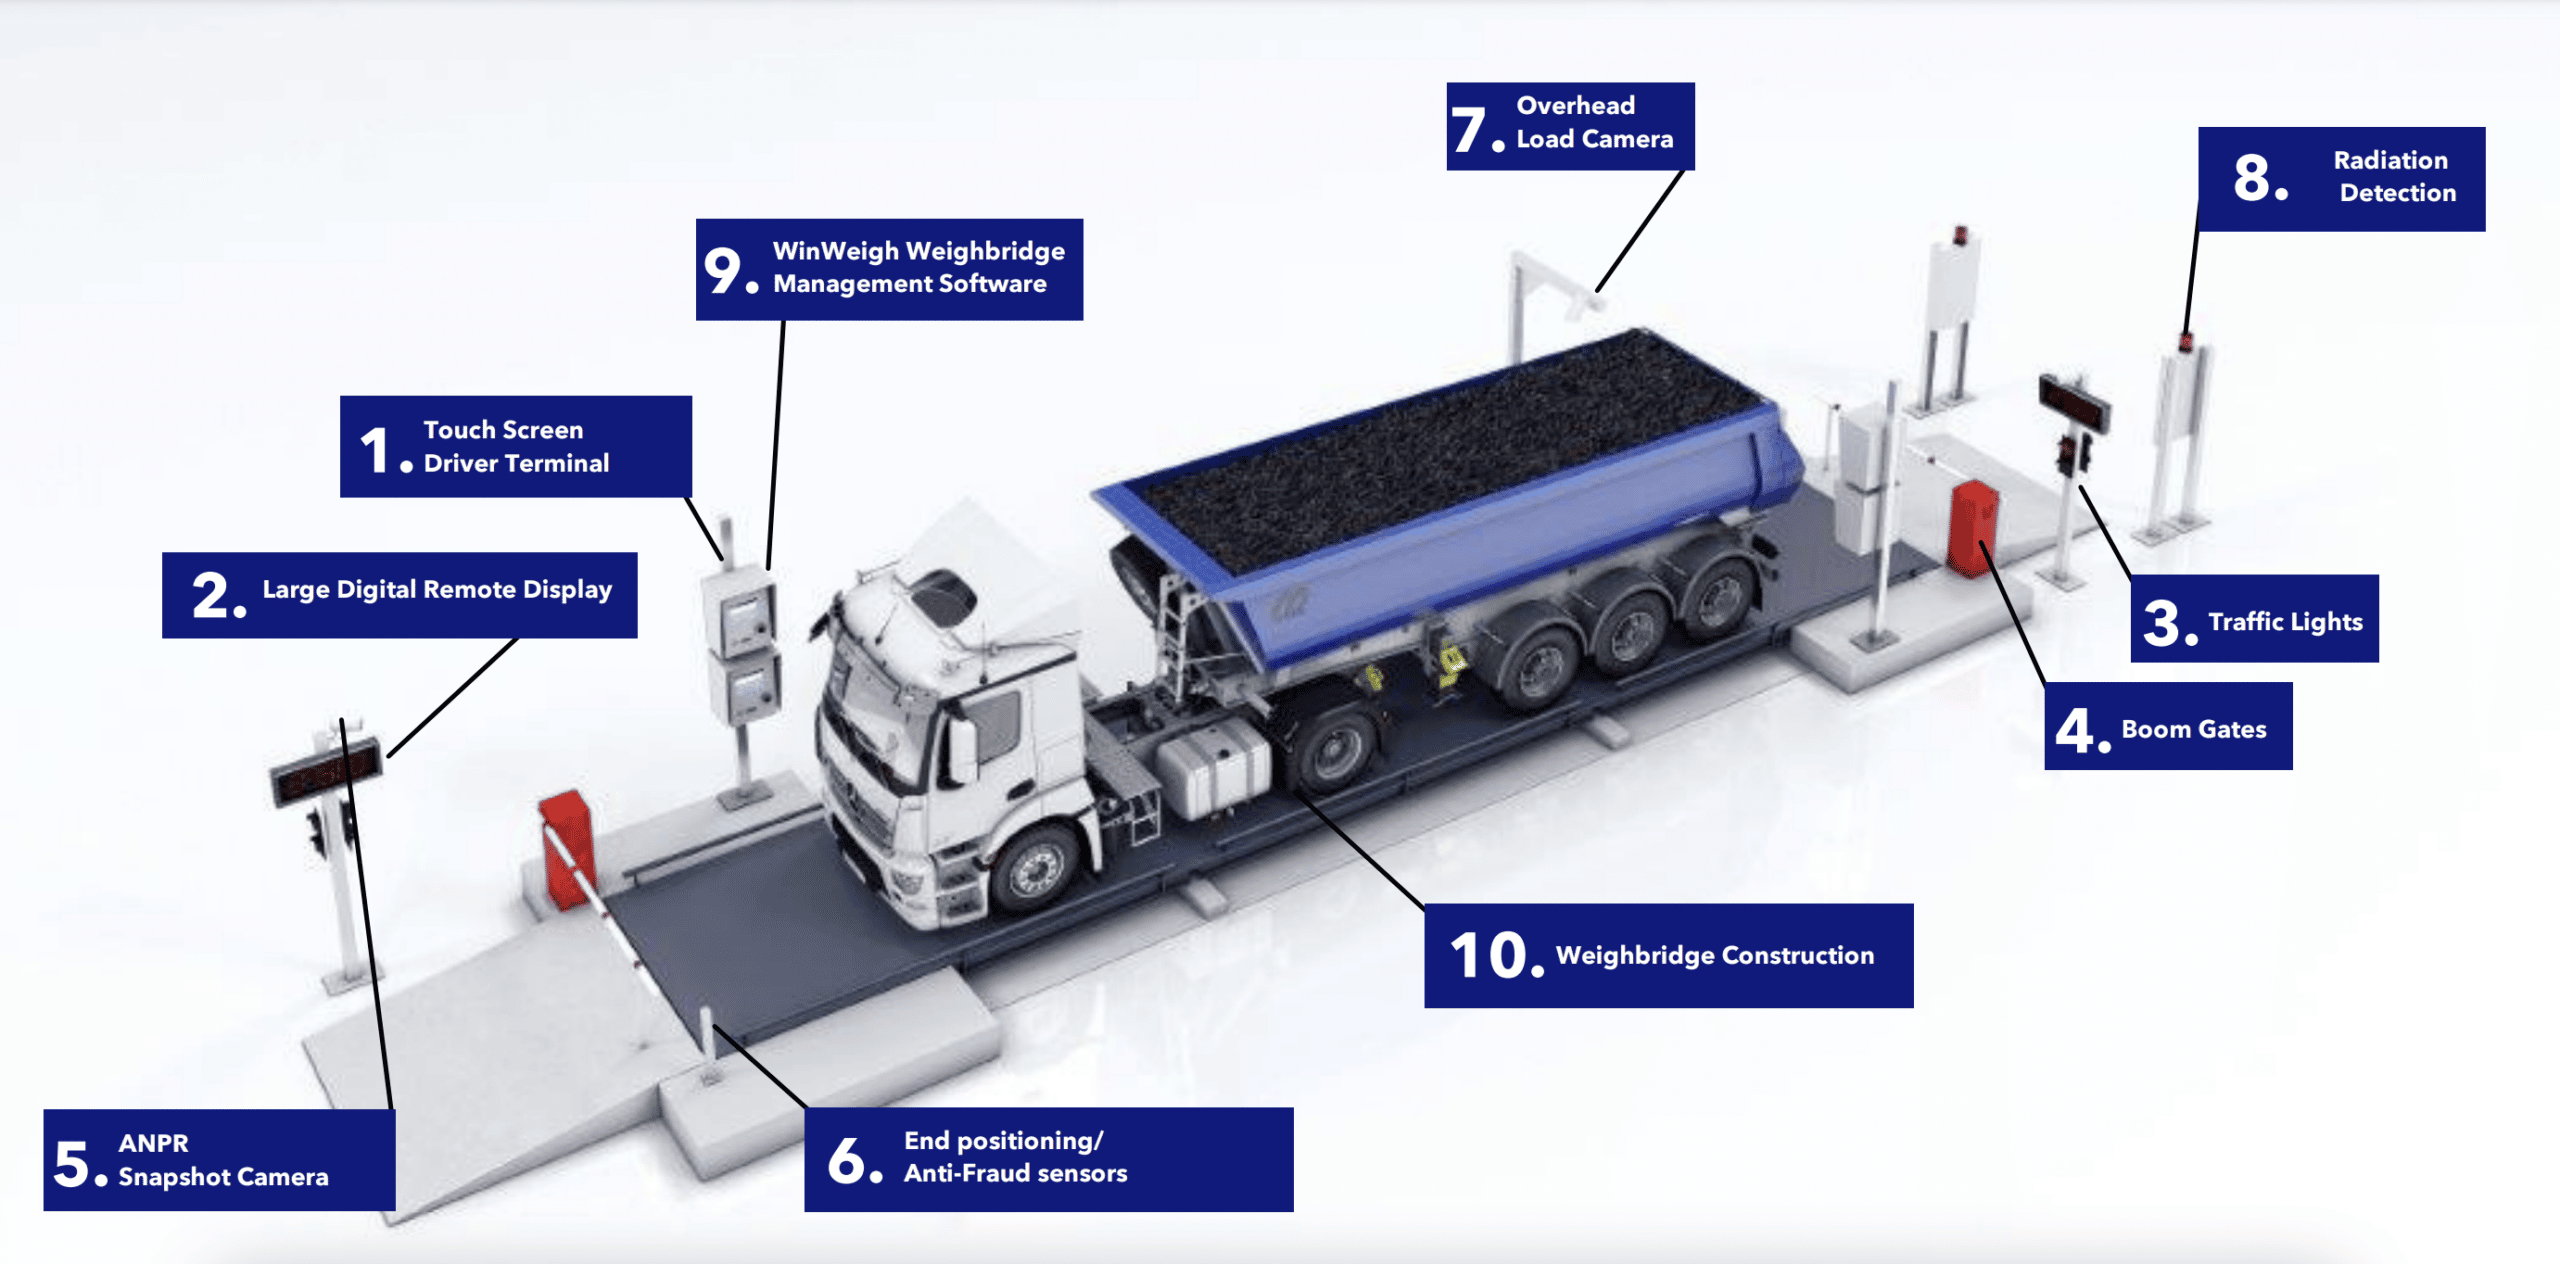 7. Overhead
Load Camera
8. Radiation
Detection
9. WinWeigh Weighbridge
Management Software
1. Touch Screen
Driver Terminal
2. Large Digital Remote Display
3. Traffic Lights
4. Boom Gates
10. Weighbridge Construction
5. ANPR
Snapshot Camera
6. End positioning/
Anti-Fraud sensors